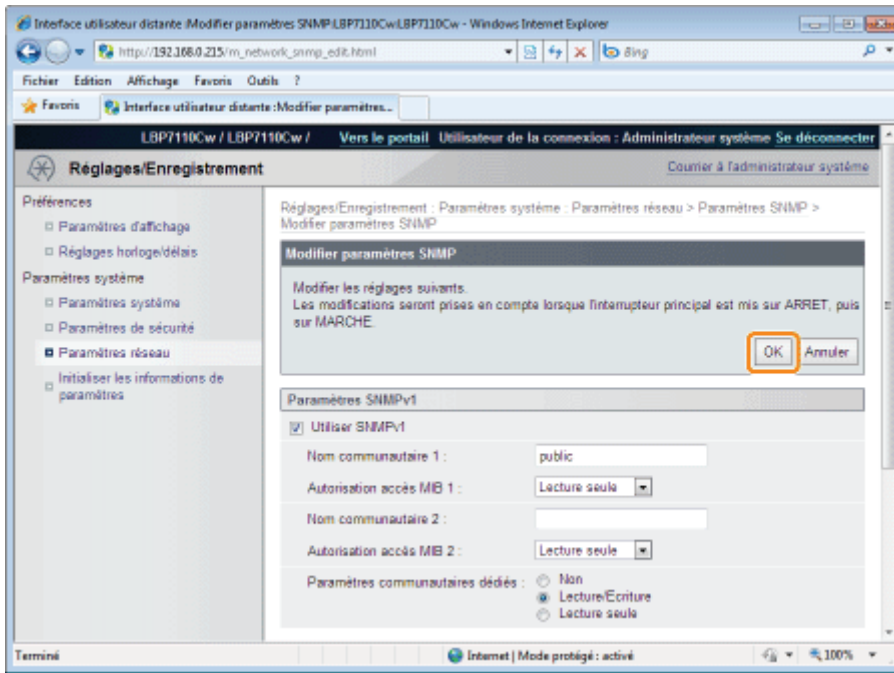 Interface utilisateur distante :Modifier paramètres SNMP:LBP7110Cw:LBP7110Cw - Windows Internet Explorer
http://192.168.0.215/m_network_snmp_edit.html
Bing
Fichier Edition Affichage Favoris Outils ?
Favoris Interface utilisateur distante :Modifier paramètres...
LBP7110Cw / LBP7110Cw / Vers le portail Utilisateur de la connexion : Administrateur système Se déconnecter
Réglages/Enregistrement Courrier à l'administrateur système
Préférences
Paramètres d'affichage
Réglages horloge/délais
Paramètres système
Paramètres système
Paramètres de sécurité
Paramètres réseau
Initialiser les informations de
paramètres
Réglages/Enregistrement : Paramètres système : Paramètres réseau > Paramètres SNMP >
Modifier paramètres SNMP
Modifier paramètres SNMP
Modifier les réglages suivants.
Les modifications seront prises en compte lorsque l'interrupteur principal est mis sur ARRET, puis
sur MARCHE.
OK Annuler
Paramètres SNMPv1
Utiliser SNMPv1
Nom communautaire 1 : public
Autorisation accès MIB 1 : Lecture seule
Nom communautaire 2 :
Autorisation accès MIB 2 : Lecture seule
Paramètres communautaires dédiés : Non
Lecture/Ecriture
Lecture seule
Terminé Internet | Mode protégé : activé 100%